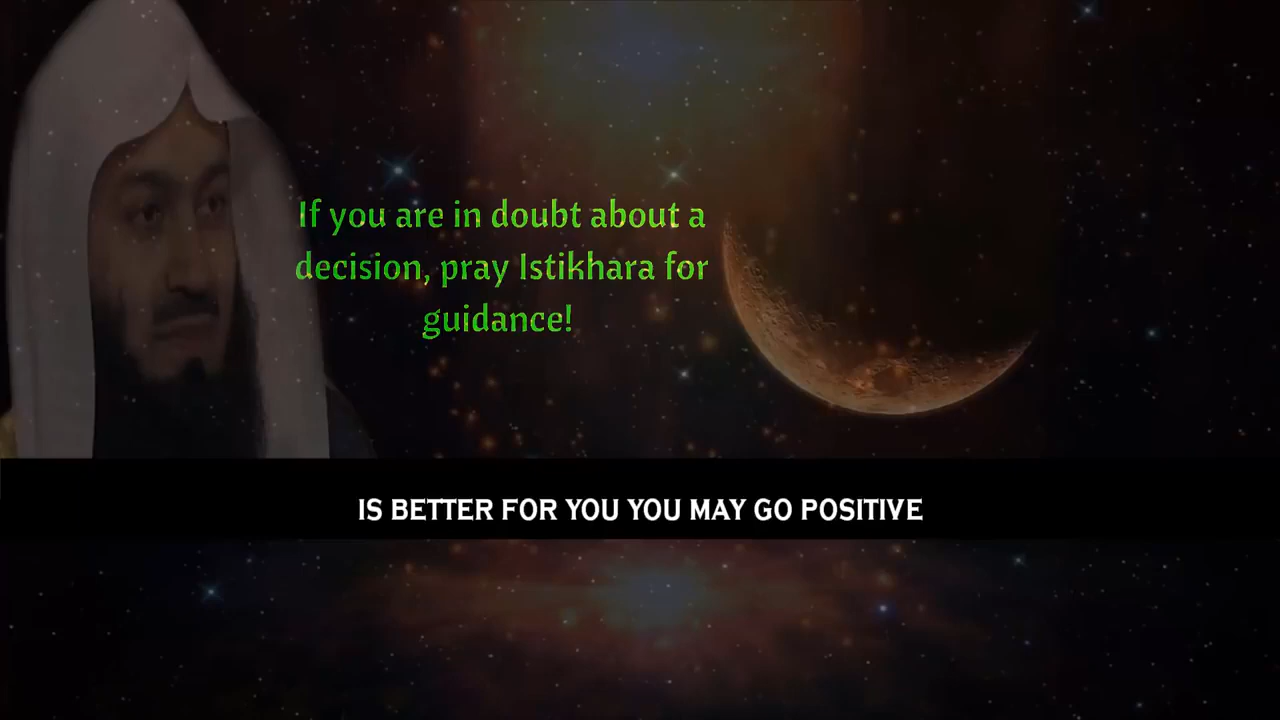 If you are in doubt about a
decision, pray Istikhara for
guidance!
IS BETTER FOR YOU YOU MAY GO POSITIVE